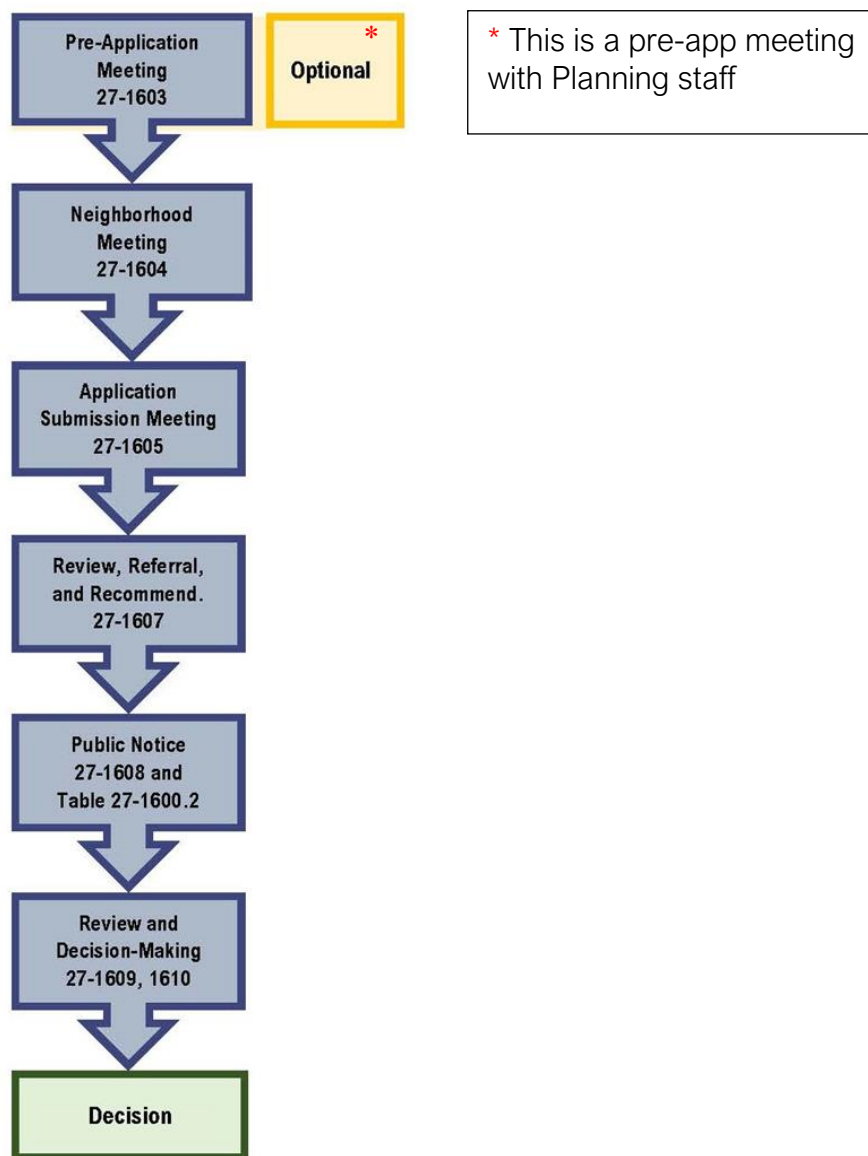 Pre-Application
Meeting
27-1603
*
Optional
* This is a pre-app meeting
with Planning staff
Neighborhood
Meeting
27-1604
Application
Submission Meeting
27-1605
Review, Referral,
and Recommend.
27-1607
Public Notice
27-1608 and
Table 27-1600.2
Review and
Decision-Making
27-1609, 1610
Decision